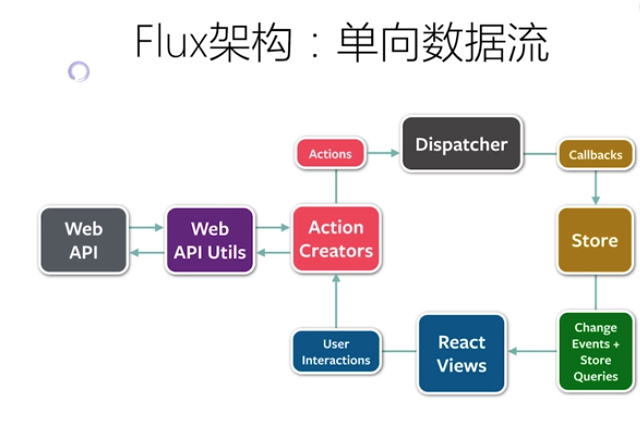 Flux架构：单向数据流
Actions
Dispatcher
Callbacks
Web
API
Web
API Utils
Action
Creators
Store
User
Interactions
React
Views
Change
Events +
Store
Queries